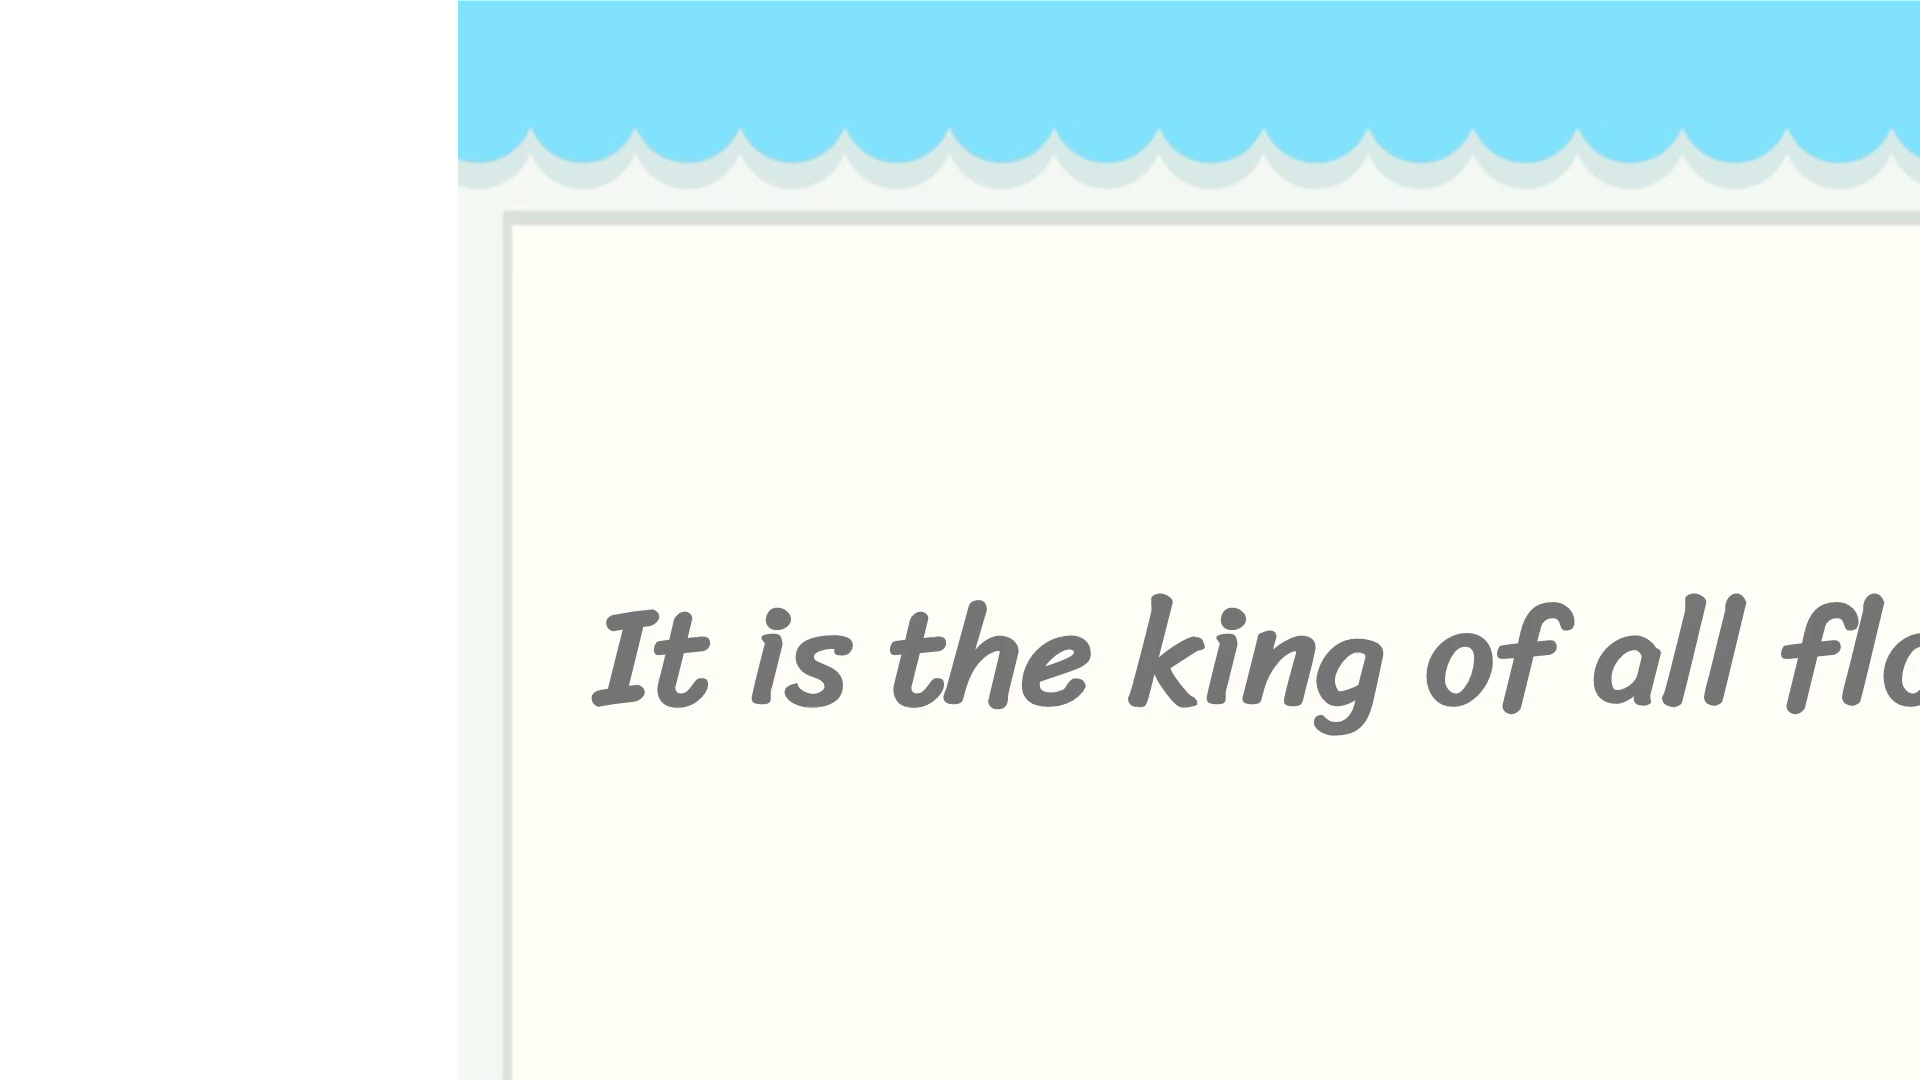 It is the king of all